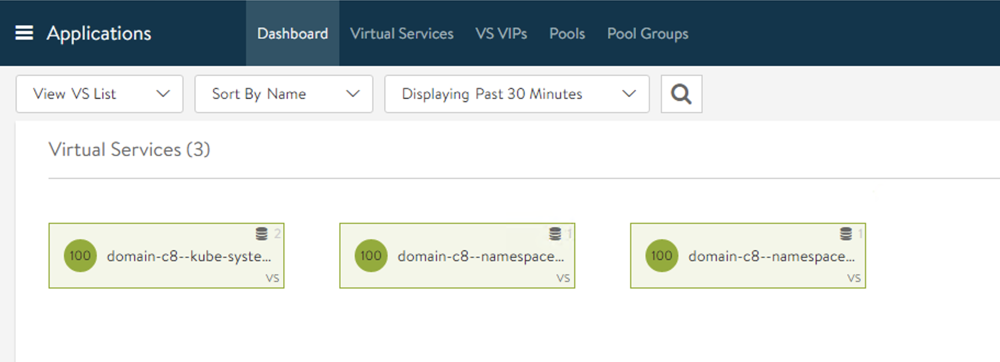 Applications
Dashboard Virtual Services VS VIPs Pools Pool Groups
View VS List Sort By Name Displaying Past 30 Minutes
Virtual Services (3)
2
100 domain-c8--kube-syste...
VS
1
100 domain-c8--namespace...
VS
1
100 domain-c8--namespace...
VS